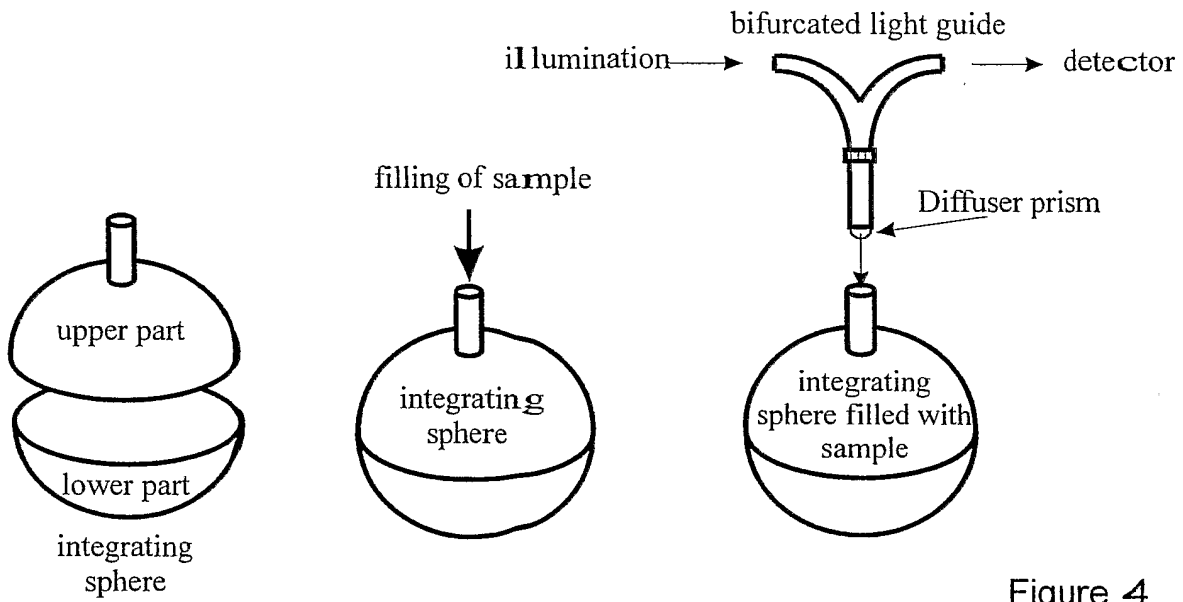 bifurcated light guide
illumination
detector
filling of sample
Diffuser prism
upper part
lower part
integrating
sphere
integrating
sphere
integrating
sphere filled with
sample
Figure 4